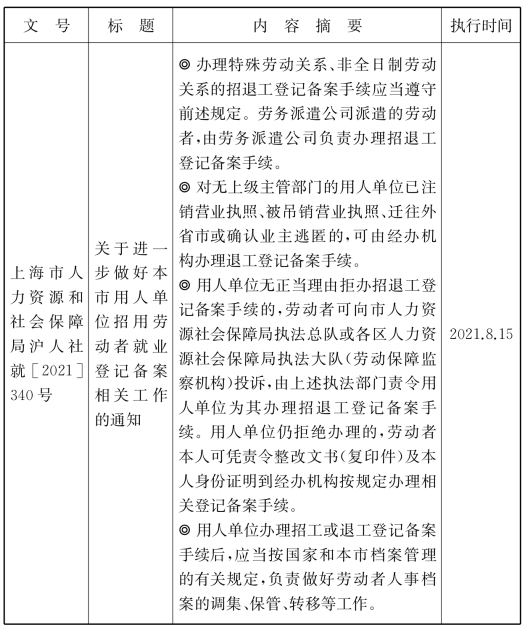 文 号
标 题
内 容 摘 要
执行时间
上海市人
力资源和
社会保障
局沪人社
就［2021］
340号
关于进一
步做好本
市用人单
位招用劳
动者就业
登记备案
相关工作
的通知
◎ 办理特殊劳动关系、非全日制劳动
关系的招退工登记备案手续应当遵守
前述规定。劳务派遣公司派遣的劳动
者,由劳务派遣公司负责办理招退工
登记备案手续。
◎ 对无上级主管部门的用人单位已注
销营业执照、被吊销营业执照、迁往外
省市或确认业主逃匿的,可由经办机
构办理退工登记备案手续。
◎ 用人单位无正当理由拒办招退工登
记备案手续的,劳动者可向市人力资
源社会保障局执法总队或各区人力资
源社会保障局执法大队(劳动保障监
察机构)投诉,由上述执法部门责令用
人单位为其办理招退工登记备案手
续。用人单位仍拒绝办理的,劳动者
本人可凭责令整改文书(复印件)及本
人身份证明到经办机构按规定办理相
关登记备案手续。
◎ 用人单位办理招工或退工登记备案
手续后,应当按国家和本市档案管理
的有关规定,负责做好劳动者人事档
案的调集、保管、转移等工作。
2021.8.15